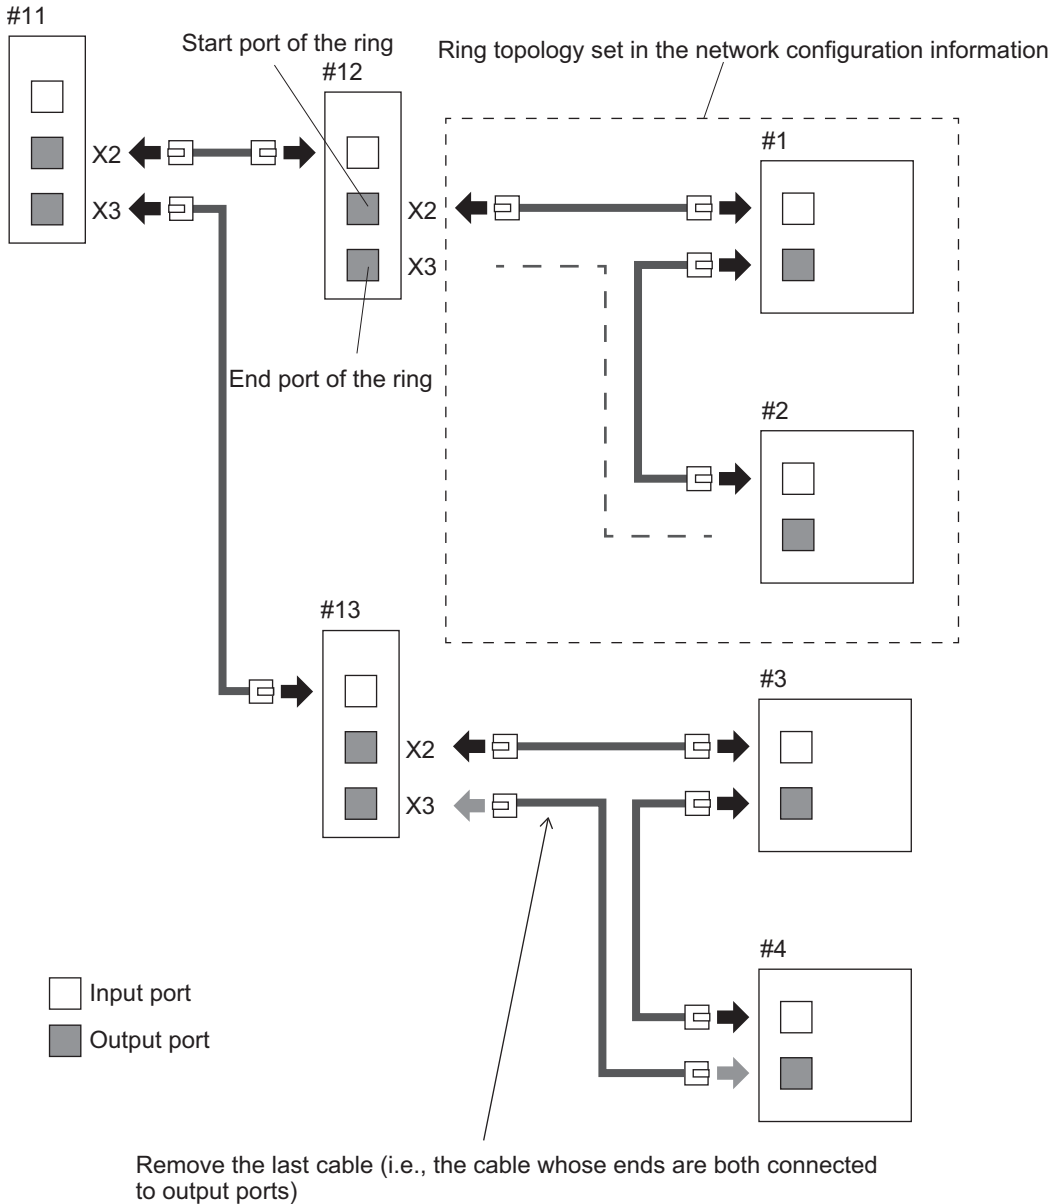 #11
Start port of the ring
#12
Ring topology set in the network configuration information
#1
X2
X3
X2
X3
End port of the ring
#2
#13
#3
X2
X3
#4
Input port
Output port
Remove the last cable (i.e., the cable whose ends are both connected
to output ports)